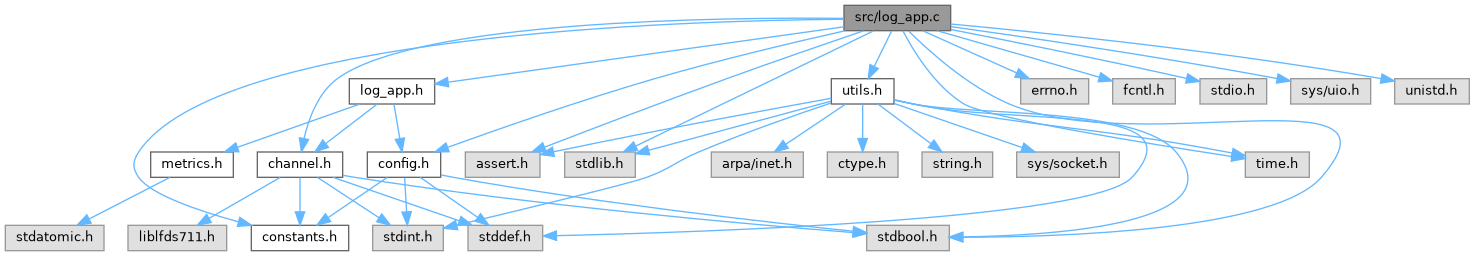 src/log_app.c
log_app.h
utils.h
errno.h
fcntl.h
stdio.h
sys/uio.h
unistd.h
metrics.h
channel.h
config.h
assert.h
stdlib.h
arpa/inet.h
ctype.h
string.h
sys/socket.h
time.h
stdatomic.h
liblfds711.h
constants.h
stdint.h
stddef.h
stdbool.h